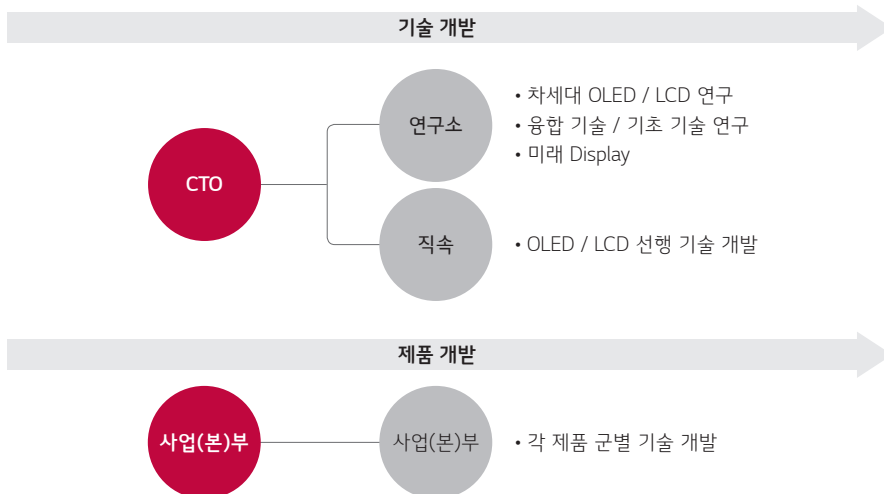 기술 개발
연구소
• 차세대 OLED / LCD 연구
• 융합 기술 / 기초 기술 연구
• 미래 Display
CTO
직속
• OLED / LCD 선행 기술 개발
제품 개발
사업(본)부
사업(본)부
• 각 제품 군별 기술 개발